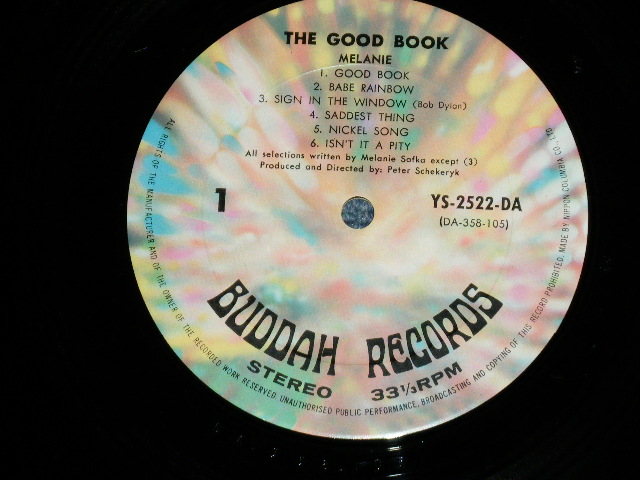 THE GOOD BOOK
MELANIE
1. GOOD BOOK
2. BABE RAINBOW
3. SIGN IN THE WINDOW (Bob Dylan)
4. SADDEST THING
5. NICKEL SONG
6. ISN'T IT A PITY
All selections written by Melanie Safka except (3)
Produced and Directed by: Peter Schekeryk
1
YS-2522-DA
(DA-358-105)
BUDDAH RECORDS
STEREO 33⅓RPM
ALL RIGHTS OF THE MANUFACTURER AND OF THE OWNER OF THE RECORDED WORK RESERVED. UNAUTHORISED PUBLIC PERFORMANCE, BROADCASTING AND COPYING OF THIS RECORD PROHIBITED. MADE BY NIPPON COLUMBIA CO., LTD.